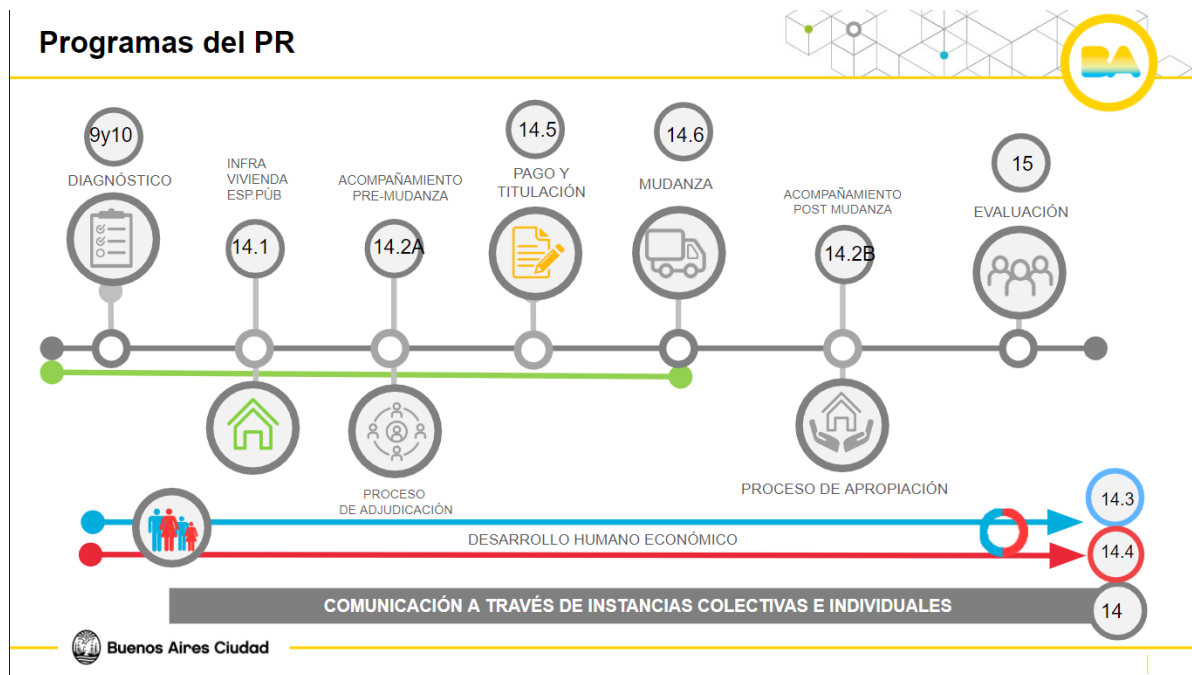 Programas del PR
BA
9y10
DIAGNÓSTICO
INFRA
VIVIENDA
ESP.PÚB
14.1
ACOMPAÑAMIENTO
PRE-MUDANZA
14.2A
14.5
PAGO Y
TITULACIÓN
14.6
MUDANZA
ACOMPAÑAMIENTO
POST MUDANZA
14.2B
15
EVALUACIÓN
PROCESO
DE ADJUDICACIÓN
PROCESO DE APROPIACIÓN
14.3
DESARROLLO HUMANO ECONÓMICO
14.4
COMUNICACIÓN A TRAVÉS DE INSTANCIAS COLECTIVAS E INDIVIDUALES
14
Buenos Aires Ciudad